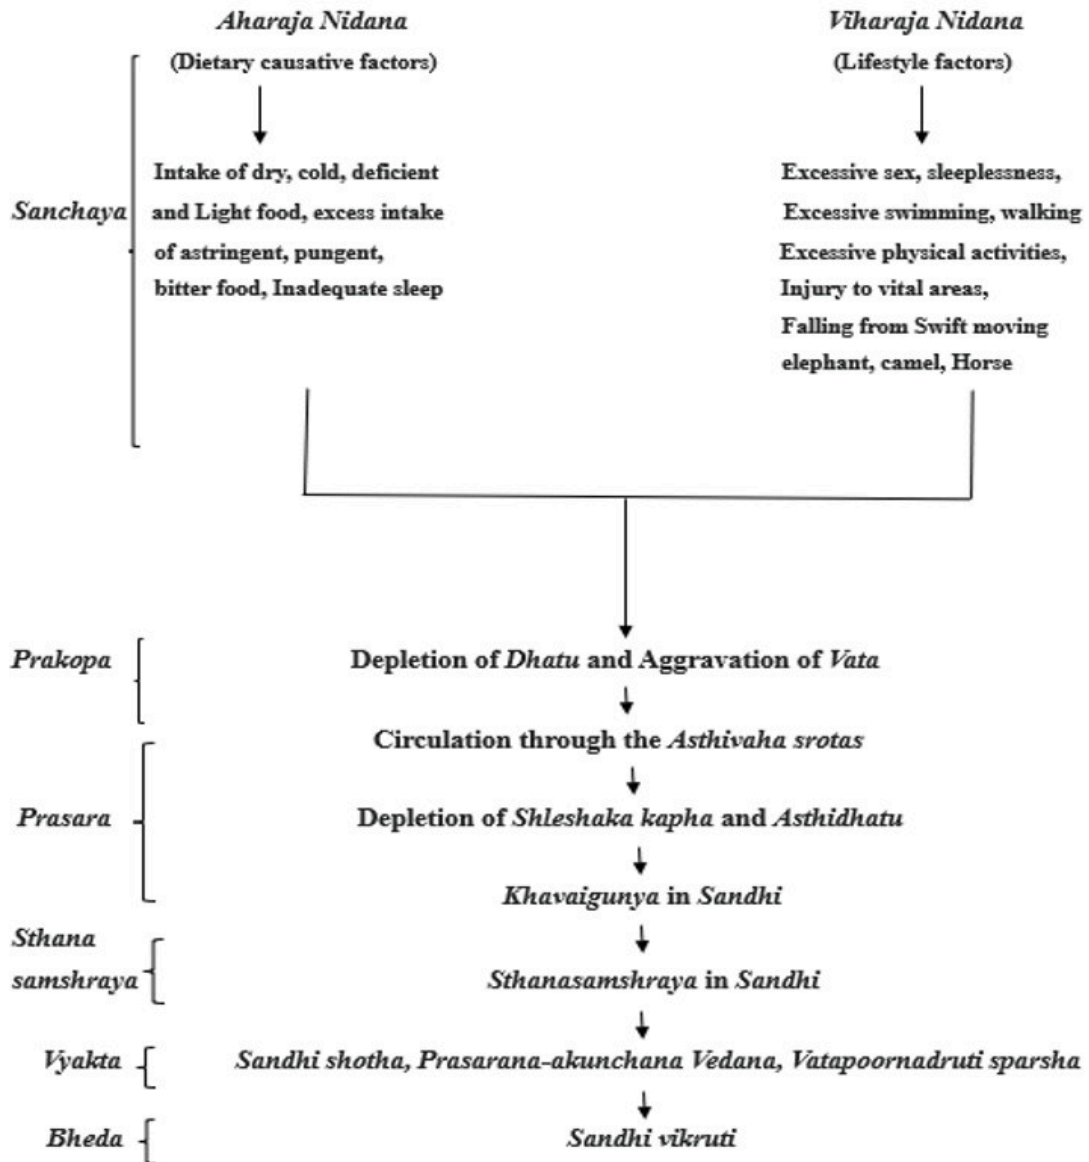 Aharaja Nidana
(Dietary causative factors)
Viharaja Nidana
(Lifestyle factors)
Sanchaya
Intake of dry, cold, deficient
and Light food, excess intake
of astringent, pungent,
bitter food, Inadequate sleep
Excessive sex, sleeplessness,
Excessive swimming, walking
Excessive physical activities,
Injury to vital areas,
Falling from Swift moving
elephant, camel, Horse
Prakopa
Depletion of Dhatu and Aggravation of Vata
Prasara
Circulation through the Asthivaha srotas
Depletion of Shleshaka kapha and Asthidhatu
Khavaigunya in Sandhi
Sthana
samshraya
Sthanasamshraya in Sandhi
Vyakta
Sandhi shotha, Prasarana-akunchana Vedana, Vatapoornadruti sparsha
Bheda
Sandhi vikruti